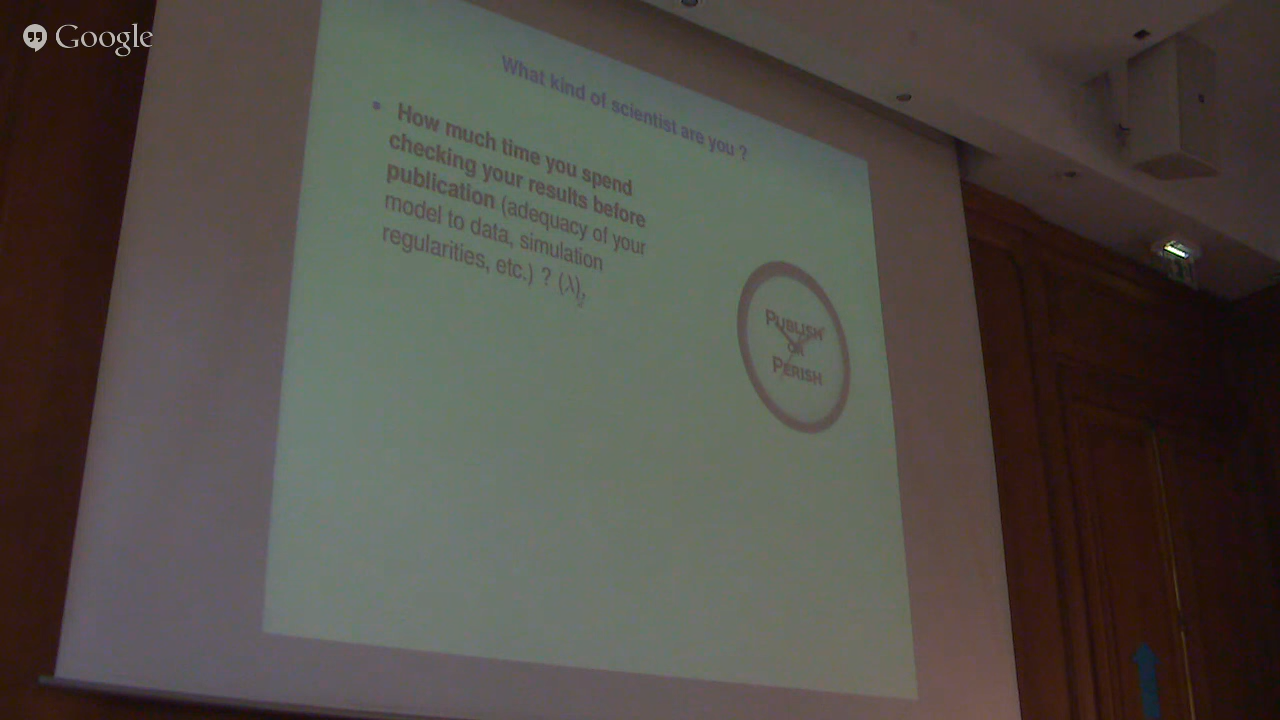 Google
What kind of scientist are you ?
• How much time you spend
checking your results before
publication (adequacy of your
model to data, simulation
regularities, etc.) ? (λ)
PUBLISH
OR
PERISH